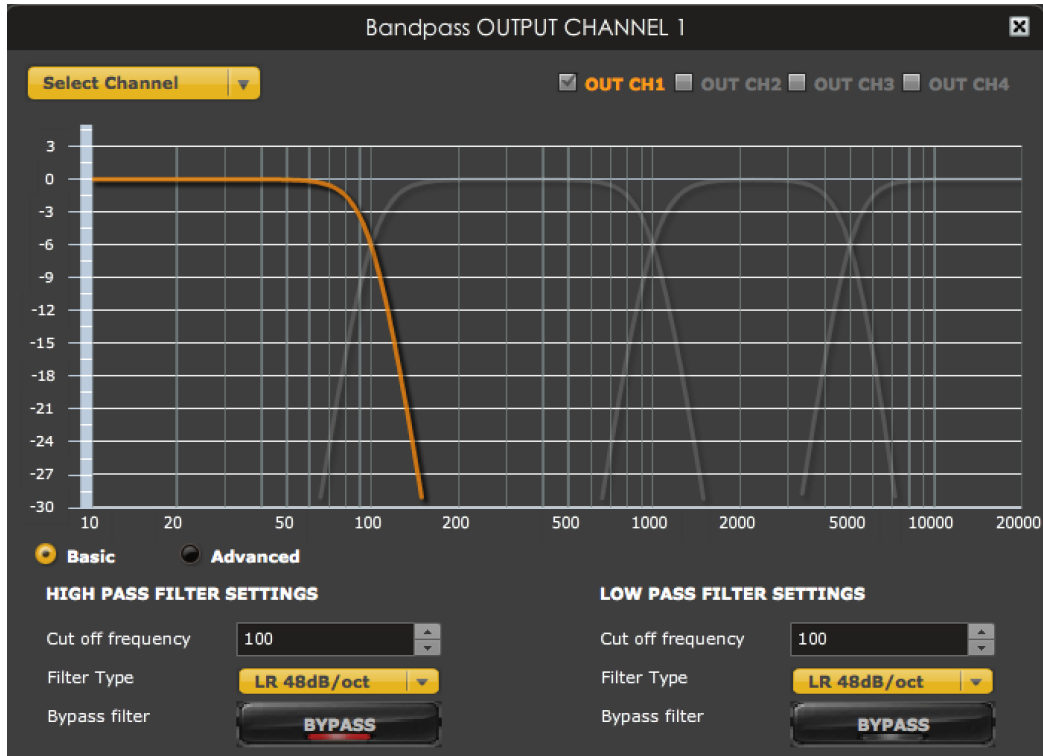 Bandpass OUTPUT CHANNEL 1
Select Channel
OUT CH1 OUT CH2 OUT CH3 OUT CH4
3
0
-3
-6
-9
-12
-15
-18
-21
-24
-27
-30
10 20 50 100 200 500 1000 2000 5000 10000 20000
Basic Advanced
HIGH PASS FILTER SETTINGS
Cut off frequency 100
Filter Type LR 48dB/oct
Bypass filter BYPASS
LOW PASS FILTER SETTINGS
Cut off frequency 100
Filter Type LR 48dB/oct
Bypass filter BYPASS